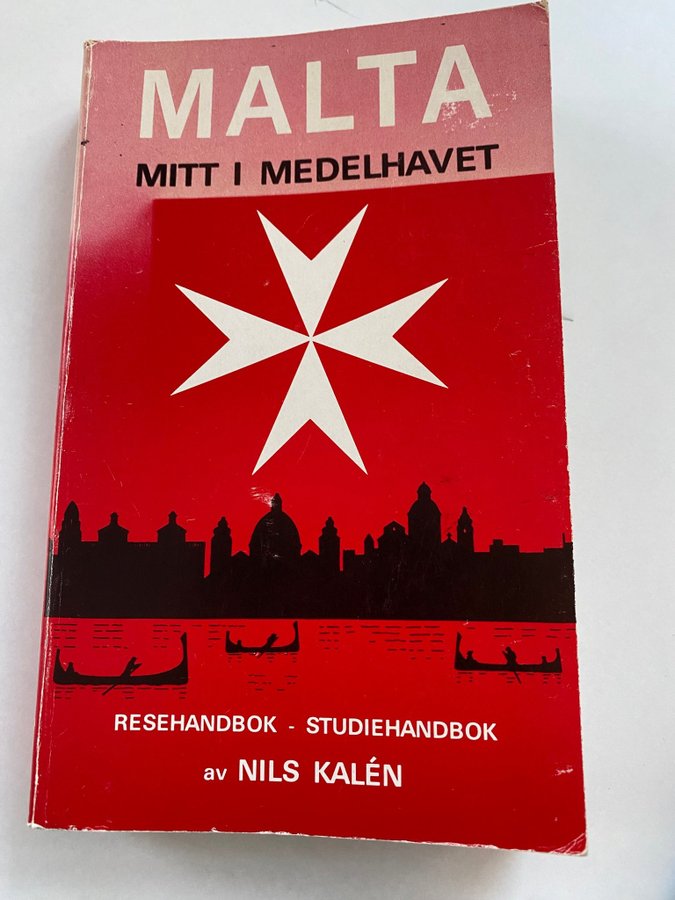 MALTA
MITT I MEDELHAVET
RESEHANDBOK - STUDIEHANDBOK
av NILS KALÉN